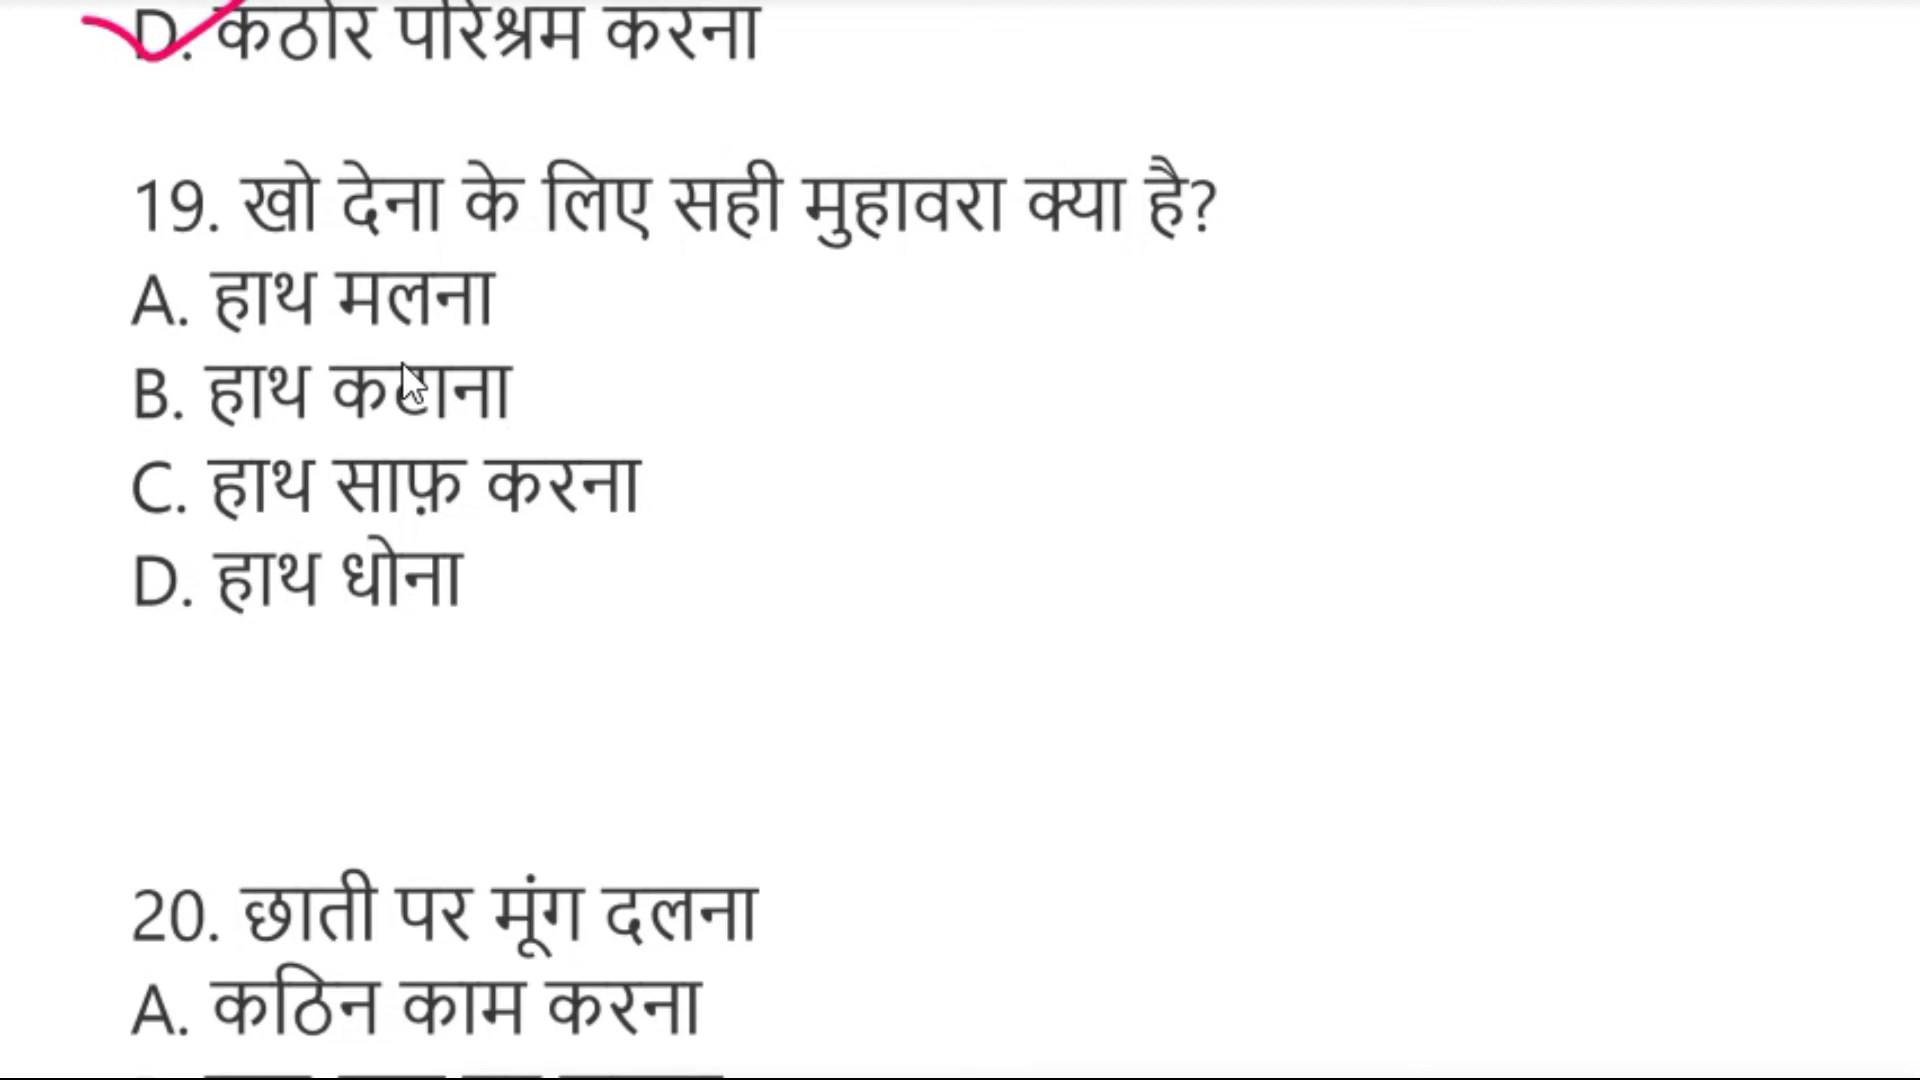 D. कठोर परिश्रम करना
19. खो देना के लिए सही मुहावरा क्या है?
A. हाथ मलना
B. हाथ कटाना
C. हाथ साफ़ करना
D. हाथ धोना
20. छाती पर मूंग दलना
A. कठिन काम करना